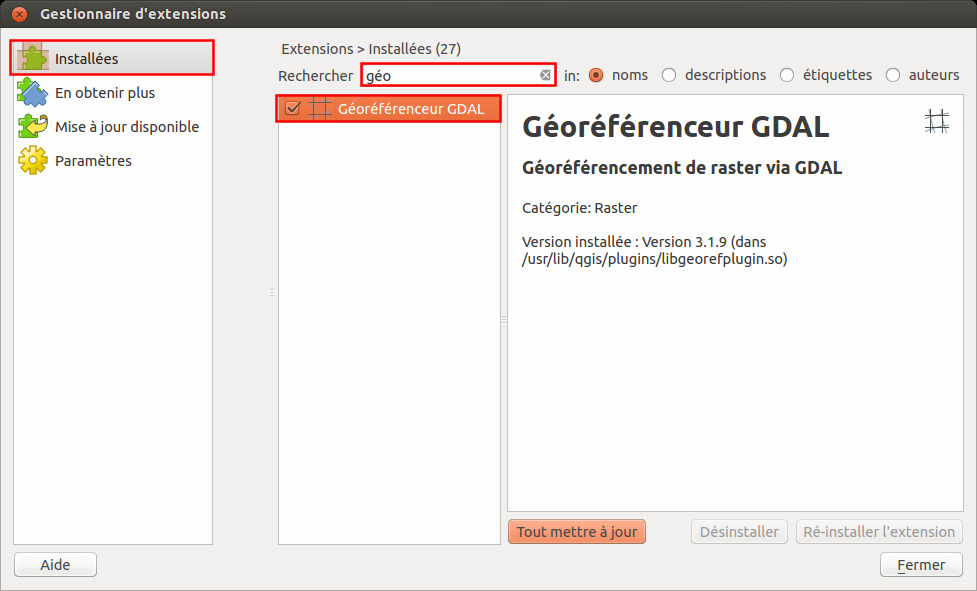 Gestionnaire d'extensions
Installées
En obtenir plus
Mise à jour disponible
Paramètres
Extensions > Installées (27)
Rechercher géo in: noms descriptions étiquettes auteurs
Géoréférenceur GDAL
Géoréférenceur GDAL
Géoréférencement de raster via GDAL
Catégorie: Raster
Version installée : Version 3.1.9 (dans
/usr/lib/qgis/plugins/libgeorefplugin.so)
Tout mettre à jour Désinstaller Ré-installer l'extension
Aide Fermer